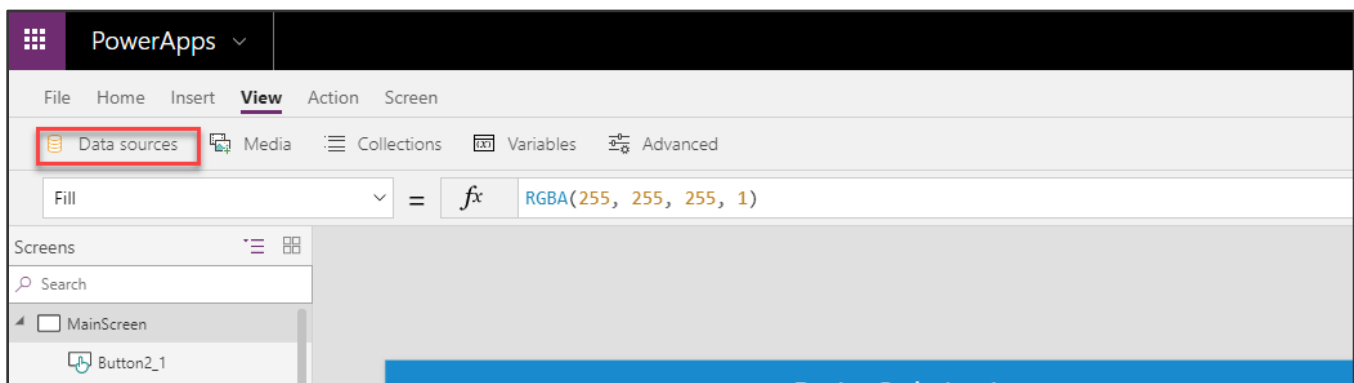 PowerApps
File Home Insert View Action Screen
Data sources Media Collections (x) Variables Advanced
Fill = fx RGBA(255, 255, 255, 1)
Screens
Search
MainScreen
Button2_1